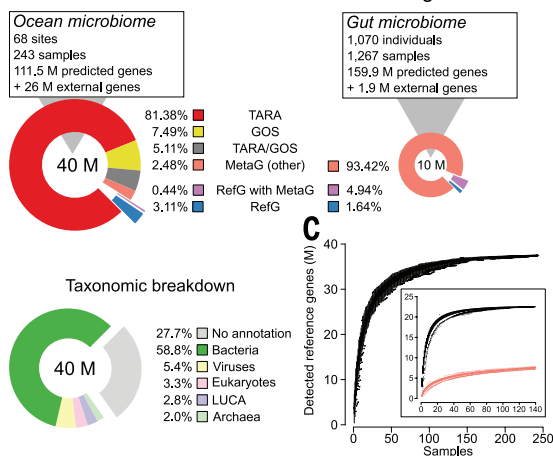 Ocean microbiome
68 sites
243 samples
111.5 M predicted genes
+ 26 M external genes
Gut microbiome
1,070 individuals
1,267 samples
159.9 M predicted genes
+ 1.9 M external genes
40 M
10 M
81.38% TARA
7.49% GOS
5.11% TARA/GOS
2.48% MetaG (other) 93.42%
0.44% RefG with MetaG 4.94%
3.11% RefG 1.64%
Taxonomic breakdown
40 M
27.7% No annotation
58.8% Bacteria
5.4% Viruses
3.3% Eukaryotes
2.8% LUCA
2.0% Archaea
C
Detected reference genes (M)
40
30
20
10
0
25
20
15
10
5
0
0 20 40 60 80 100 120 140
0 50 100 150 200 250
Samples